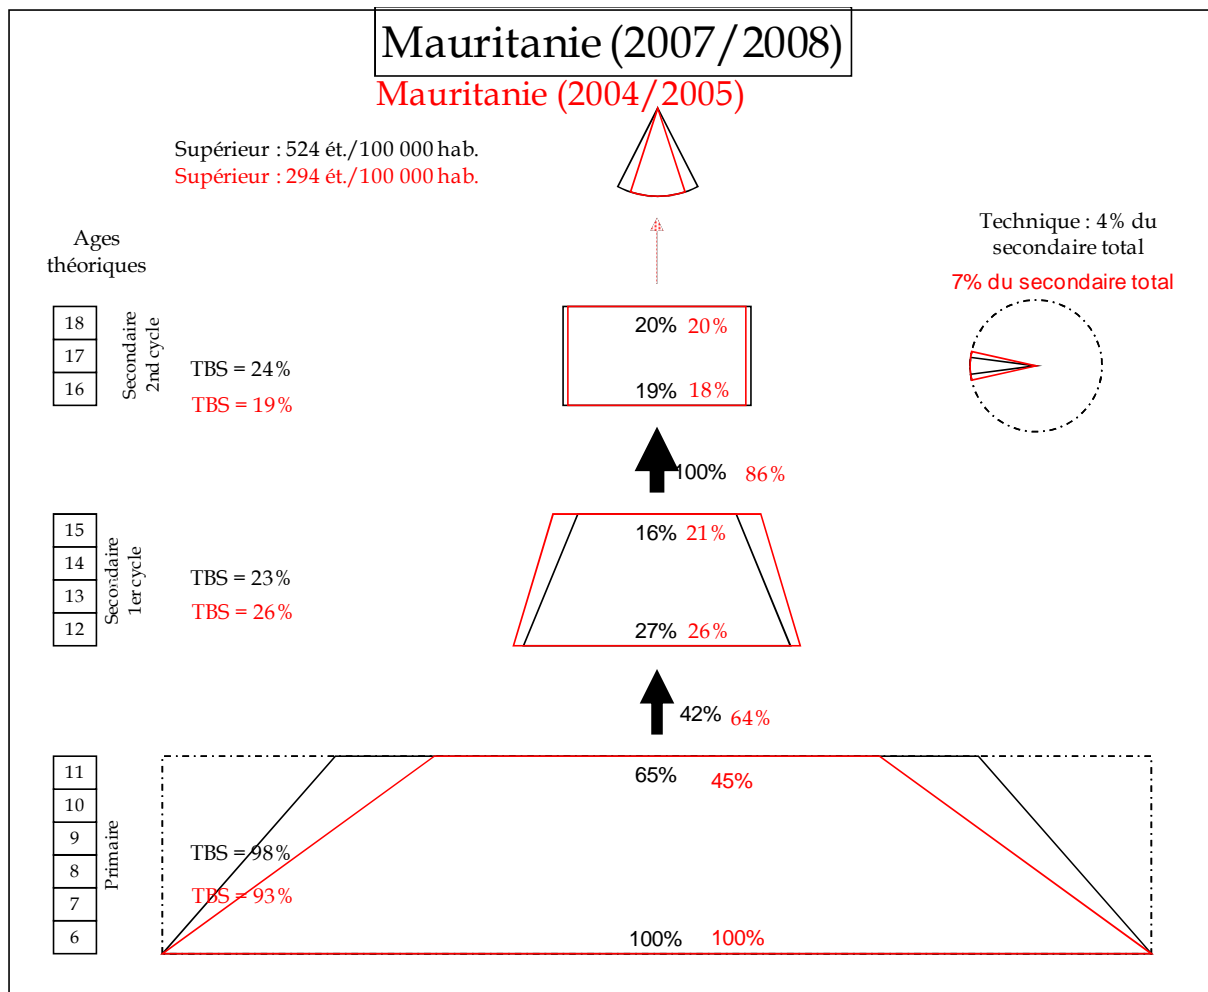 Mauritanie (2007/2008)
Mauritanie (2004/2005)
Supérieur : 524 ét./100 000 hab.
Supérieur : 294 ét./100 000 hab.
Technique : 4% du
secondaire total
7% du secondaire total
Ages
théoriques
18
17
16
Secondaire
2nd cycle
TBS = 24%
TBS = 19%
20% 20%
19% 18%
100% 86%
15
14
13
12
Secondaire
1er cycle
TBS = 23%
TBS = 26%
16% 21%
27% 26%
42% 64%
11
10
9
8
7
6
Primaire
TBS = 98%
TBS = 93%
65% 45%
100% 100%